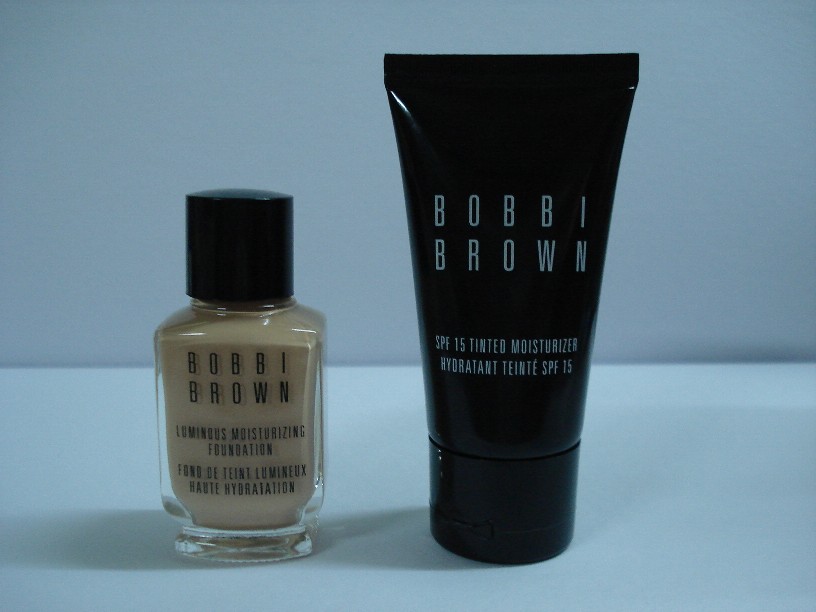 BOBBI
BROWN
LUMINOUS MOISTURIZING
FOUNDATION
FOND DE TEINT LUMINEUX
HAUTE HYDRATATION
BOBBI
BROWN
SPF 15 TINTED MOISTURIZER
HYDRATANT TEINTÉ SPF 15